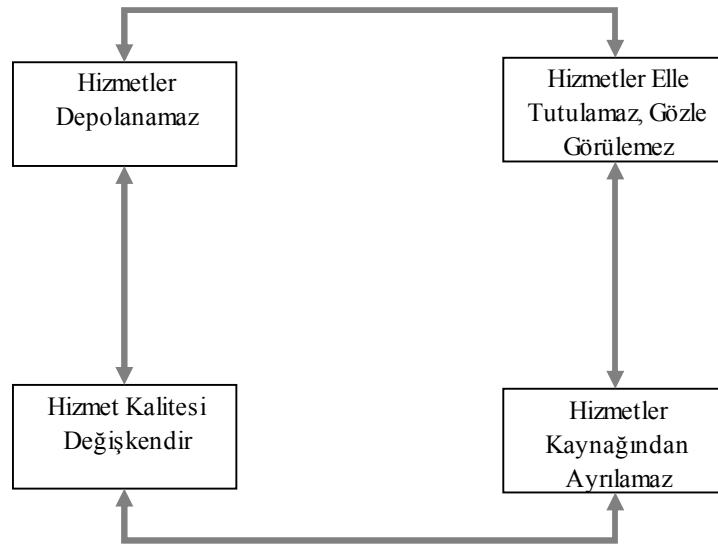 Hizmetler
Depolanamaz
Hizmetler Elle
Tutulamaz, Gözle
Görülemez
Hizmet Kalitesi
Değişkendir
Hizmetler
Kaynağından
Ayrılamaz